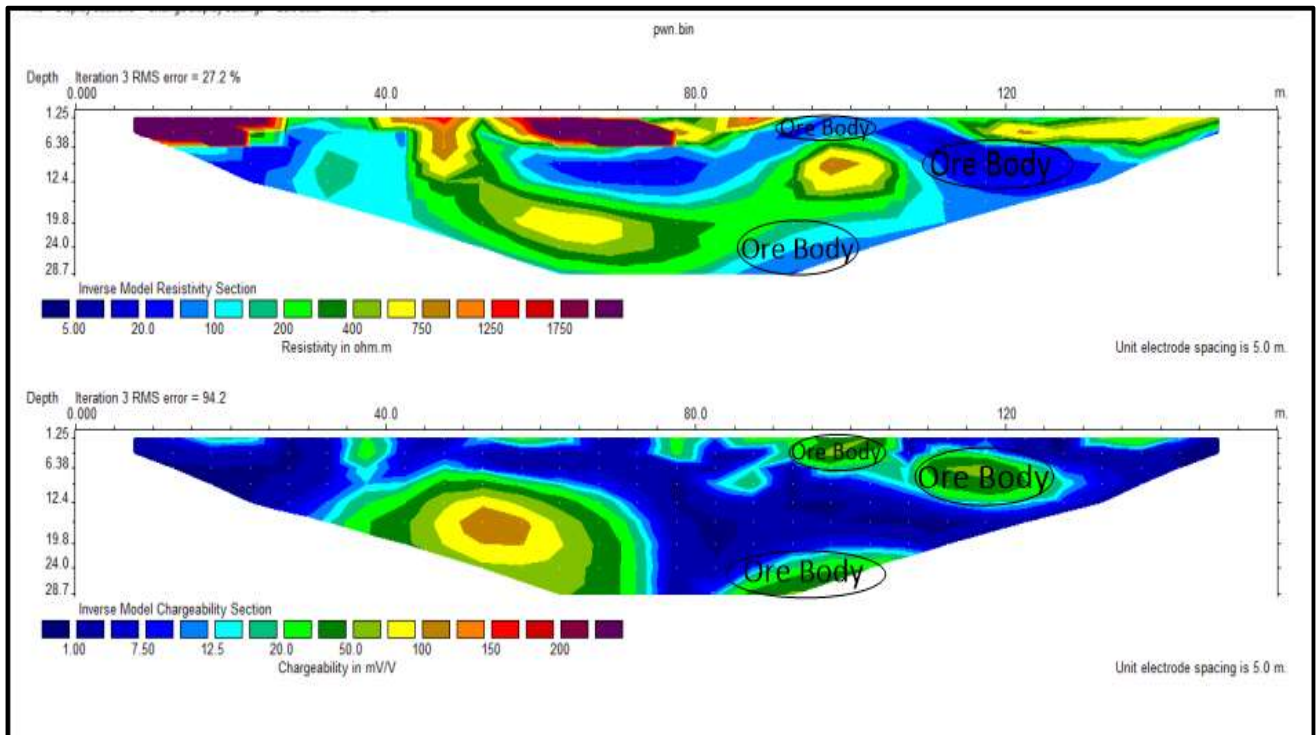 pwn.bin
Depth Iteration 3 RMS error = 27.2 %
0.000 40.0 80.0 120 m.
1.25
6.38
12.4
19.8
24.0
28.7
Ore Body
Ore Body
Ore Body
Inverse Model Resistivity Section
5.00 20.0 100 200 400 750 1250 1750
Resistivity in ohm.m
Unit electrode spacing is 5.0 m.
Depth Iteration 3 RMS error = 94.2
0.000 40.0 80.0 120 m.
1.25
6.38
12.4
19.8
24.0
28.7
Ore Body
Ore Body
Ore Body
Inverse Model Chargeability Section
1.00 7.50 12.5 20.0 50.0 100 150 200
Chargeability in mV/V
Unit electrode spacing is 5.0 m.